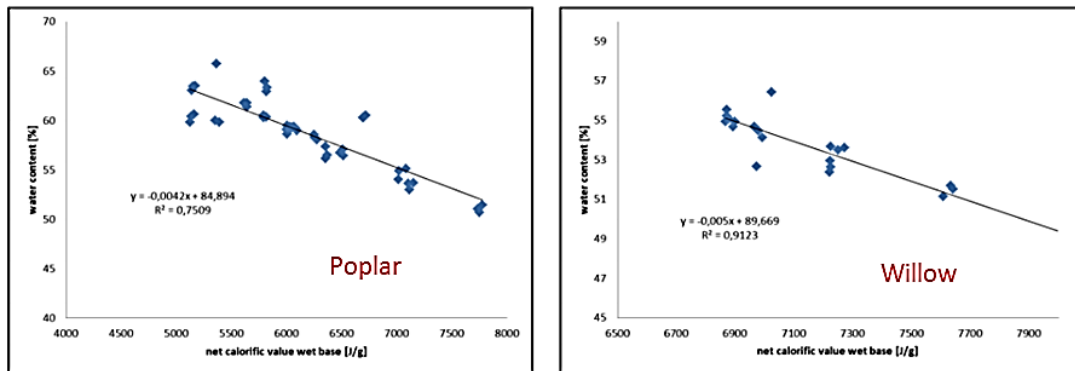 70
65
60
55
50
45
40
water content [%]
y = -0,0042x + 84,894
R² = 0,7509
Poplar
4000 4500 5000 5500 6000 6500 7000 7500 8000
net calorific value wet base [J/g]
59
57
55
53
51
49
47
45
water content [%]
y = -0,005x + 89,669
R² = 0,9123
Willow
6500 6700 6900 7100 7300 7500 7700 7900
net calorific value wet base [J/g]